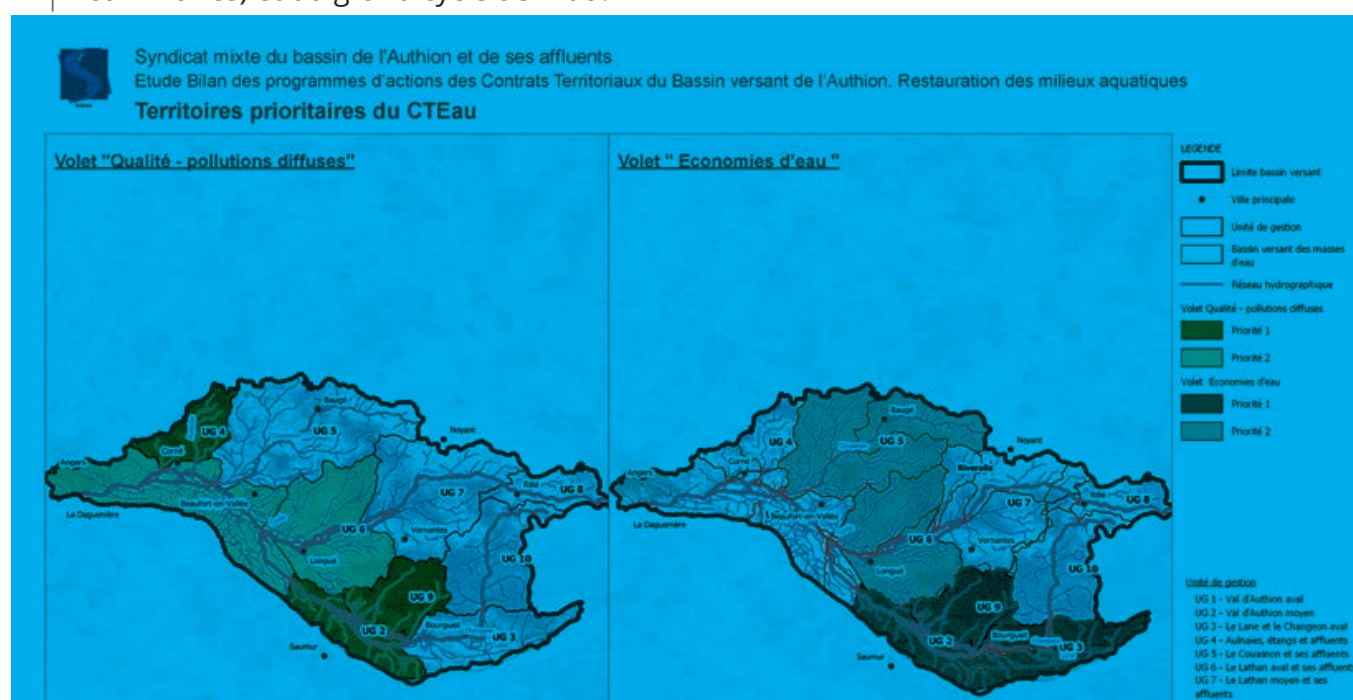 Syndicat mixte du bassin de l'Authion et de ses affluents
Etude Bilan des programmes d'actions des Contrats Territoriaux du Bassin versant de l'Authion. Restauration des milieux aquatiques
Territoires prioritaires du CTEau
Volet "Qualité - pollutions diffuses"
Volet " Economies d'eau "
LEGENDE
Limite bassin versant
Ville principale
Unité de gestion
Bassin versant des masses
d'eau
Réseau hydrographique
Volet Qualité - pollutions diffuses
Priorité 1
Priorité 2
Volet Economies d'eau
Priorité 1
Priorité 2
Baugé
UG 4
UG 5
Noyant
Corné
Angers
UG 7
Rillé
UG 8
Beaufort-en-Vallée
La Daguenière
UG 6
Vernantes
Longué
UG 10
UG 9
UG 2
Bourgueil
UG 3
Saumur
Baugé
UG 4
UG 5
Noyant
Corné
Riverolle
Angers
UG 7
Rillé
UG 8
Beaufort-en-Vallée
La Daguenière
UG 6
Vernantes
Longué
UG 10
UG 9
Bourgueil
UG 2
UG 3
Saumur
Unité de gestion
UG 1 - Val d'Authion aval
UG 2 - Val d'Authion moyen
UG 3 - Le Lane et le Changeon aval
UG 4 - Aulnaies, étangs et affluents
UG 5 - Le Couasnon et ses affluents
UG 6 - Le Lathan aval et ses affluent
UG 7 - Le Lathan moyen et ses
affluents